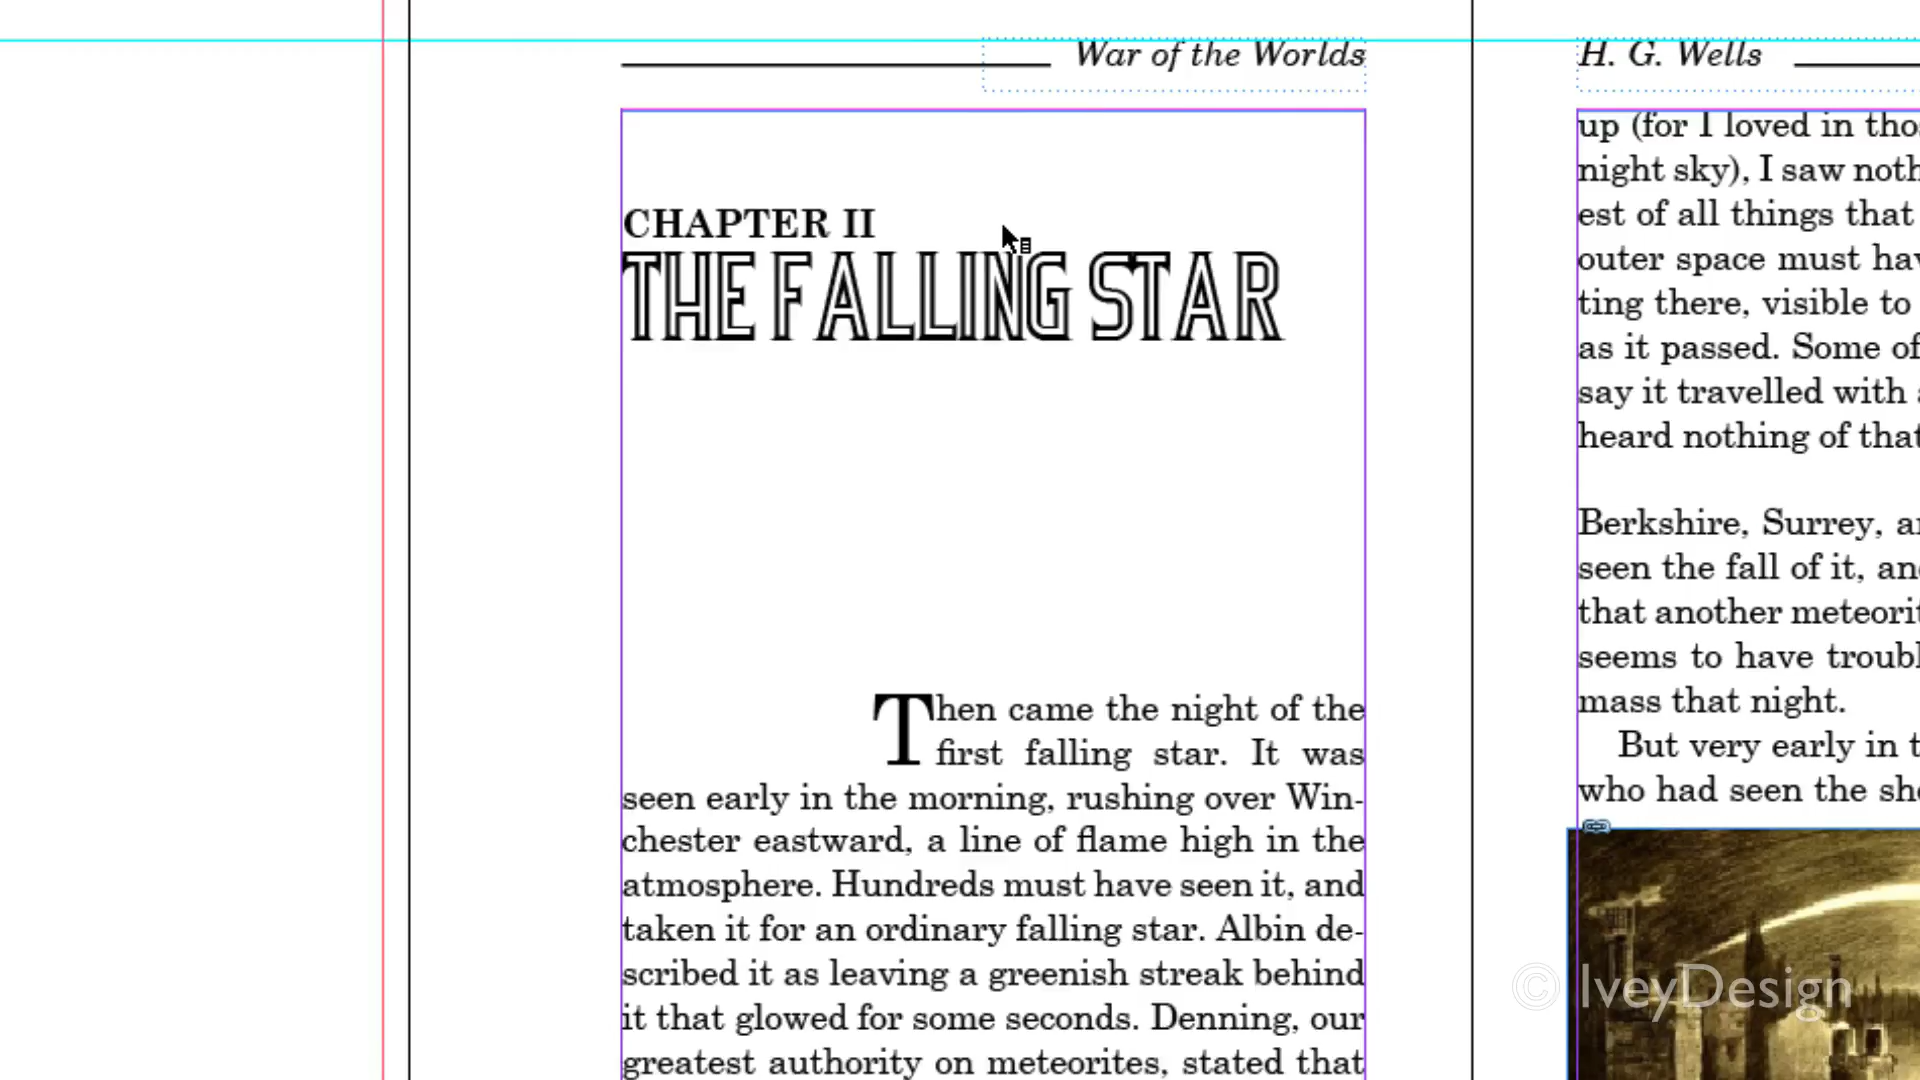 War of the Worlds
CHAPTER II
THE FALLING STAR
Then came the night of the
first falling star. It was
seen early in the morning, rushing over Win-
chester eastward, a line of flame high in the
atmosphere. Hundreds must have seen it, and
taken it for an ordinary falling star. Albin de-
scribed it as leaving a greenish streak behind
it that glowed for some seconds. Denning, our
greatest authority on meteorites, stated that
H. G. Wells
up (for I loved in tho
night sky), I saw noth
est of all things that
outer space must hav
ting there, visible to
as it passed. Some of
say it travelled with
heard nothing of that
Berkshire, Surrey, an
seen the fall of it, and
that another meteorit
seems to have troubl
mass that night.
But very early in t
who had seen the sho
© IveyDesign